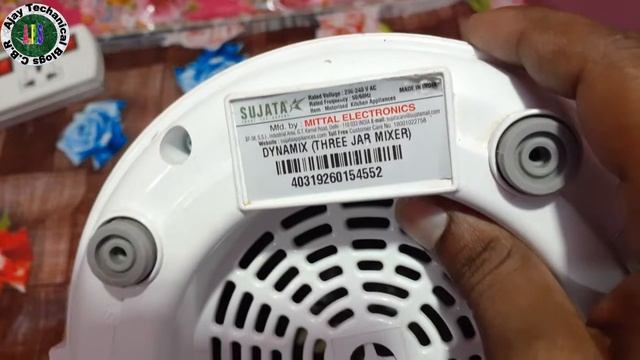 Ajay Techanical Blogs C.B.R
SUJATA
Rated Voltage : 230-240 V AC
Rated Frequency : 50/60Hz
Item : Motorised Kitchen Appliances
MADE IN INDIA
Mfd. by : MITTAL ELECTRONICS
Toll Free Customer Care No. 18001022758
DYNAMIX (THREE JAR MIXER)
40319260154552